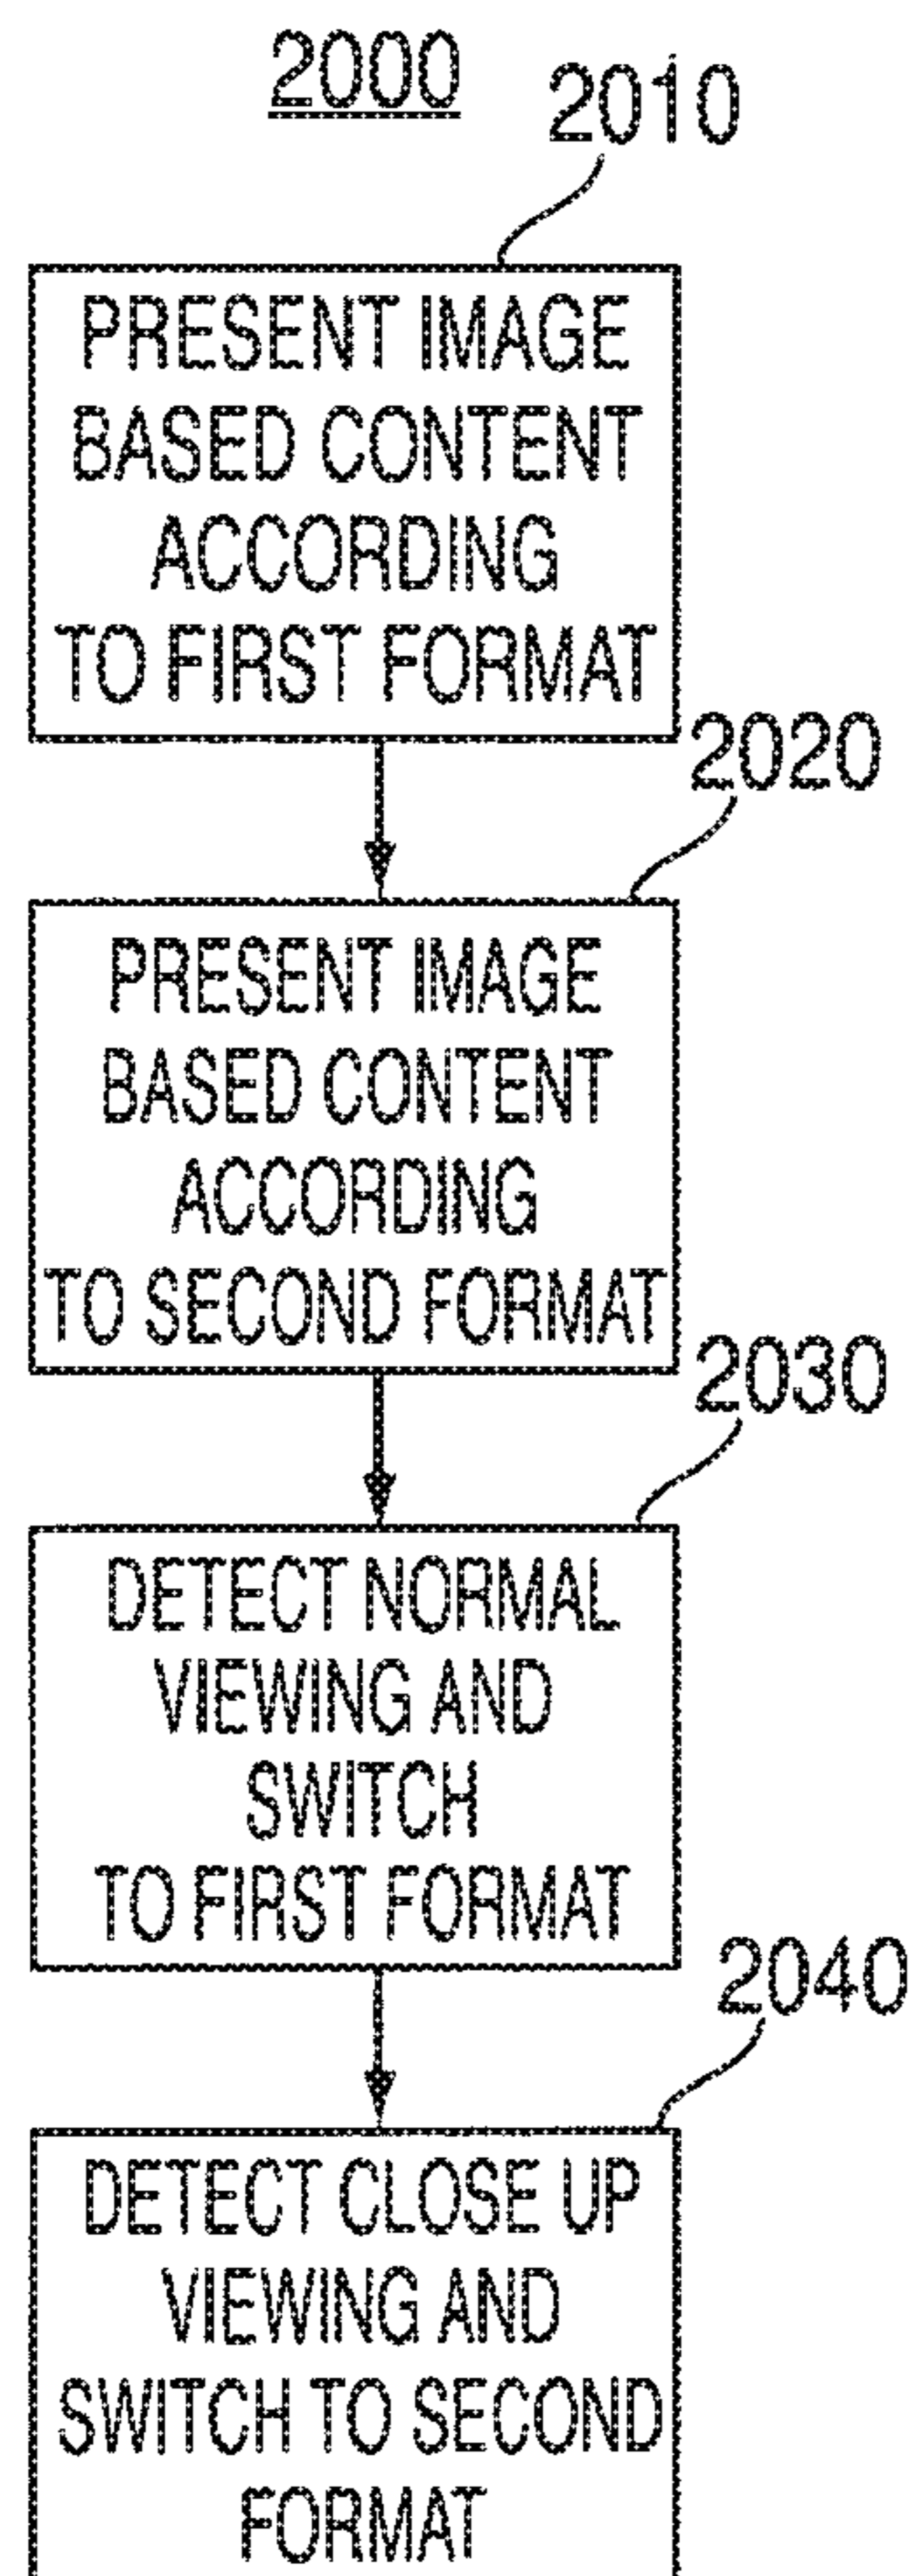 2000
2010
PRESENT IMAGE
BASED CONTENT
ACCORDING
TO FIRST FORMAT
2020
PRESENT IMAGE
BASED CONTENT
ACCORDING
TO SECOND FORMAT
2030
DETECT NORMAL
VIEWING AND
SWITCH
TO FIRST FORMAT
2040
DETECT CLOSE UP
VIEWING AND
SWITCH TO SECOND
FORMAT